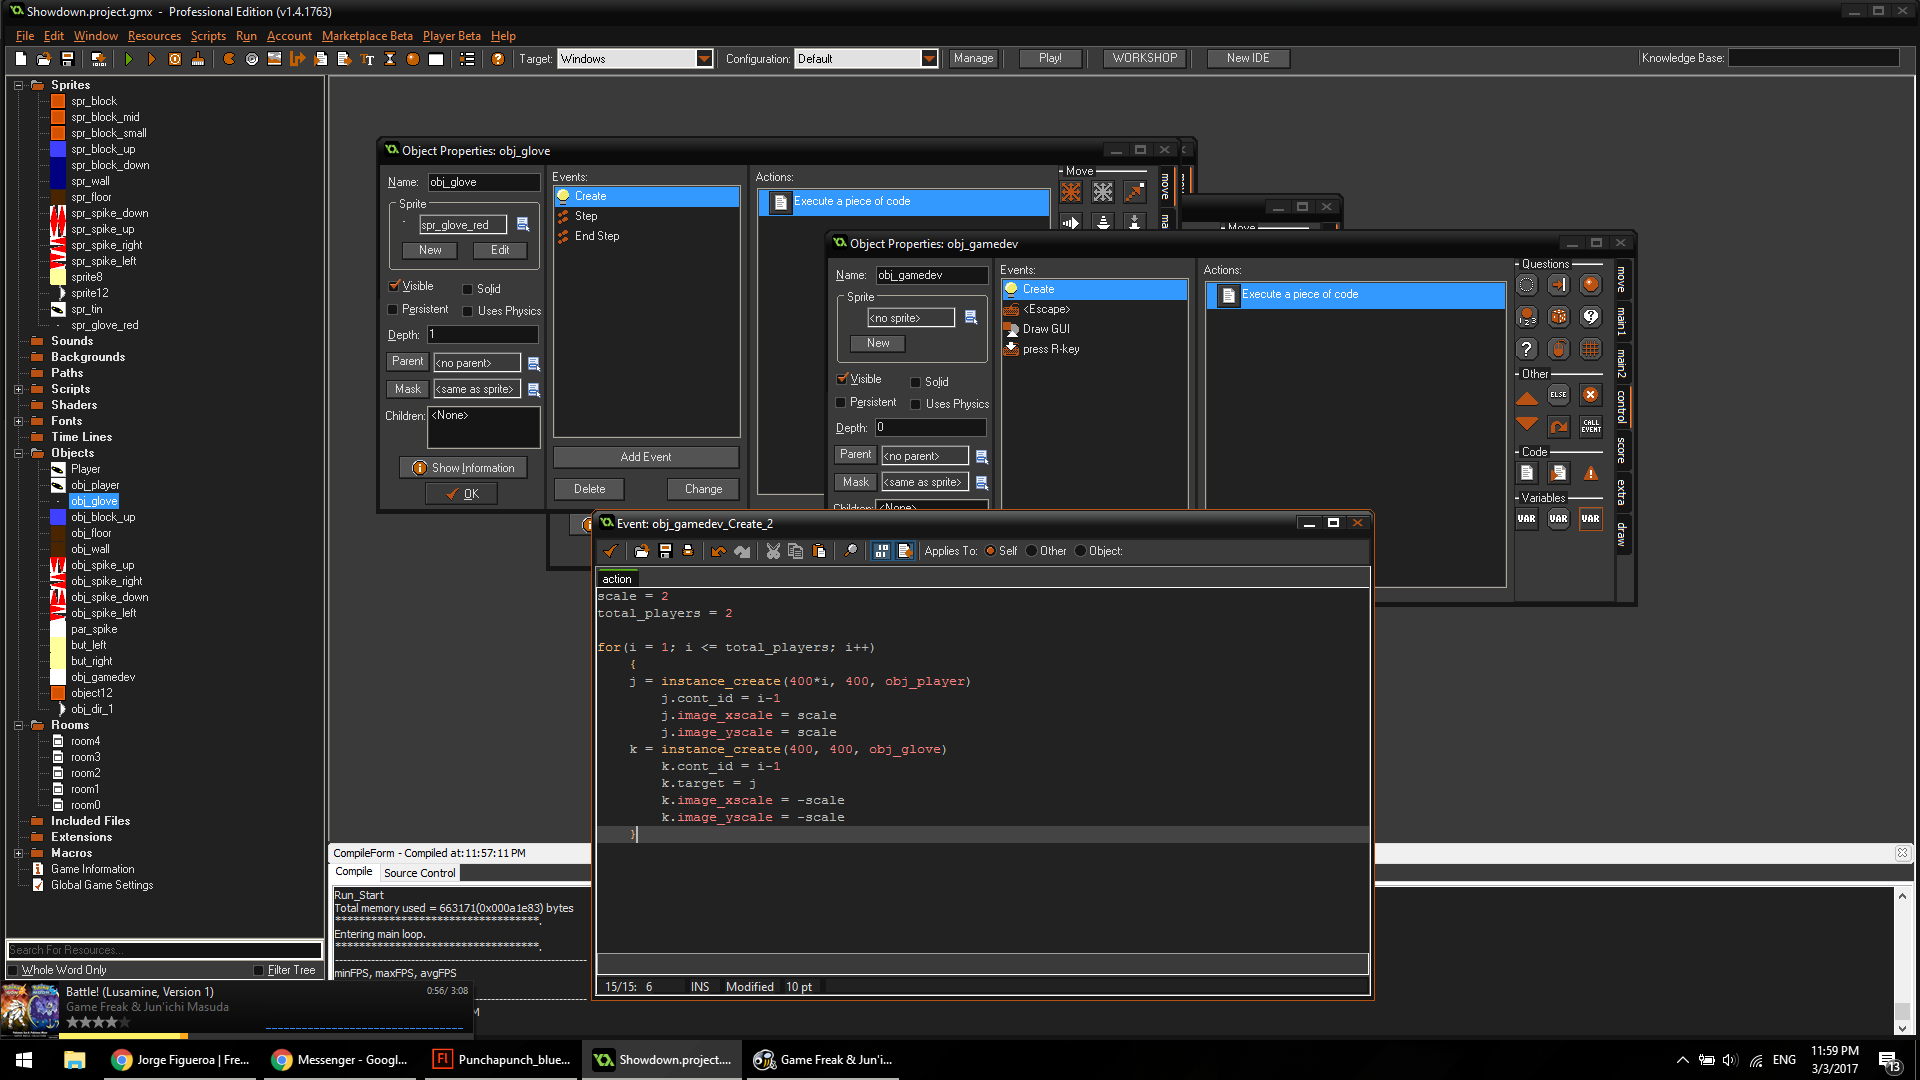 Showdown.project.gmx - Professional Edition (v1.4.1763)
File Edit Window Resources Scripts Run Account Marketplace Beta Player Beta Help
Target: Windows Configuration: Default Manage Play! WORKSHOP New IDE Knowledge Base:
Sprites
spr_block
spr_block_mid
spr_block_small
spr_block_up
spr_block_down
spr_wall
spr_floor
spr_spike_down
spr_spike_up
spr_spike_right
spr_spike_left
sprite8
sprite12
spr_tin
spr_glove_red
Sounds
Backgrounds
Paths
Scripts
Shaders
Fonts
Time Lines
Objects
Player
obj_player
obj_glove
obj_block_up
obj_floor
obj_wall
obj_spike_up
obj_spike_right
obj_spike_down
obj_spike_left
par_spike
but_left
but_right
obj_gamedev
object12
obj_dir_1
Rooms
room4
room3
room2
room1
room0
Included Files
Extensions
Macros
Game Information
Global Game Settings
Search For Resources...
Whole Word Only Filter Tree
Object Properties: obj_glove
Name: obj_glove
Sprite
spr_glove_red
New Edit
Visible Solid
Persistent Uses Physics
Depth: 1
Parent <no parent>
Mask <same as sprite>
Children: <None>
Show Information
OK
Events:
Create
Step
End Step
Add Event
Delete Change
Actions:
Execute a piece of code
Move
move
Object Properties: obj_gamedev
Name: obj_gamedev
Sprite
<no sprite>
New
Visible Solid
Persistent Uses Physics
Depth: 0
Parent <no parent>
Mask <same as sprite>
Children: <None>
Events:
Create
<Escape>
Draw GUI
press R-key
Actions:
Execute a piece of code
Questions
Other
ELSE
CALL EVENT
Code
Variables
VAR VAR VAR
move
main1
main2
control
score
extra
draw
Event: obj_gamedev_Create_2
Applies To: Self Other Object:
action
scale = 2
total_players = 2
for(i = 1; i <= total_players; i++)
{
j = instance_create(400*i, 400, obj_player)
j.cont_id = i-1
j.image_xscale = scale
j.image_yscale = scale
k = instance_create(400, 400, obj_glove)
k.cont_id = i-1
k.target = j
k.image_xscale = -scale
k.image_yscale = -scale
}
15/15: 6 INS Modified 10 pt
CompileForm - Compiled at:11:57:11 PM
Compile Source Control
Run_Start
Total memory used = 663171(0x000a1e83) bytes
***********************************.
Entering main loop.
***********************************.
minFPS, maxFPS, avgFPS
Battle! (Lusamine, Version 1) 0:56/ 3:08
Game Freak & Jun'ichi Masuda
Jorge Figueroa | Fre...
Messenger - Googl...
Punchapunch_blue...
Showdown.project....
Game Freak & Jun'i...
ENG
11:59 PM
3/3/2017
13